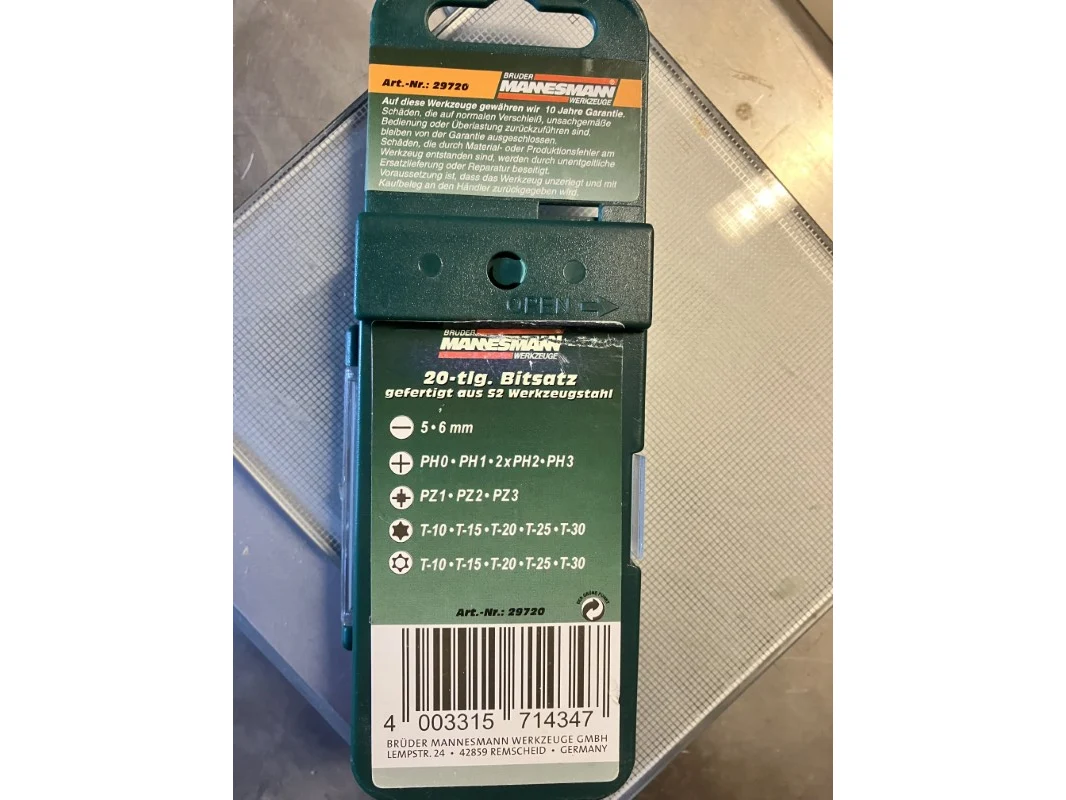 Art.-Nr.: 29720
BRÜDER
MANNESMANN®
WERKZEUGE
Auf diese Werkzeuge gewähren wir 10 Jahre Garantie.
Schäden, die auf normalen Verschleiß, unsachgemäße
Bedienung oder Überlastung zurückzuführen sind,
bleiben von der Garantie ausgeschlossen.
Schäden, die durch Material- oder Produktionsfehler am
Werkzeug entstanden sind, werden durch unentgeltliche
Ersatzlieferung oder Reparatur beseitigt.
Voraussetzung ist, dass das Werkzeug unzerlegt und mit
Kaufbeleg an den Händler zurückgegeben wird.
OPEN
BRÜDER
MANNESMANN
WERKZEUGE
20-tlg. Bitsatz
gefertigt aus S2 Werkzeugstahl
5 • 6 mm
PH0 • PH1 • 2xPH2 • PH3
PZ1 • PZ2 • PZ3
T-10 • T-15 • T-20 • T-25 • T-30
T-10 • T-15 • T-20 • T-25 • T-30
DER GRÜNE PUNKT
Art.-Nr.: 29720
4 003315 714347
BRÜDER MANNESMANN WERKZEUGE GMBH
LEMPSTR. 24 • 42859 REMSCHEID • GERMANY